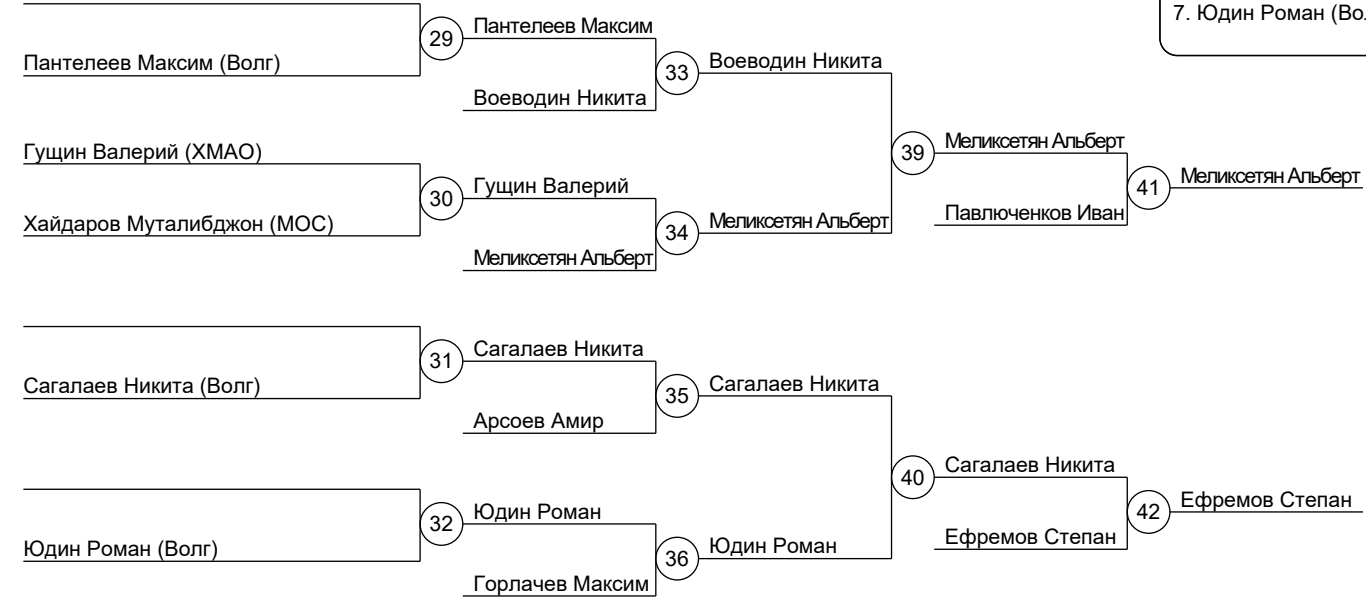 7. Юдин Роман
Пантелеев Максим (Волг)
29
Пантелеев Максим
Воеводин Никита
33
Воеводин Никита
Гущин Валерий (ХМАО)
Хайдаров Муталибджон (МОС)
30
Гущин Валерий
Меликсетян Альберт
34
Меликсетян Альберт
39
Меликсетян Альберт
Павлюченков Иван
41
Меликсетян Альберт
Сагалаев Никита (Волг)
31
Сагалаев Никита
Арсоев Амир
35
Сагалаев Никита
Юдин Роман (Волг)
32
Юдин Роман
Горлачев Максим
36
Юдин Роман
40
Сагалаев Никита
Ефремов Степан
42
Ефремов Степан